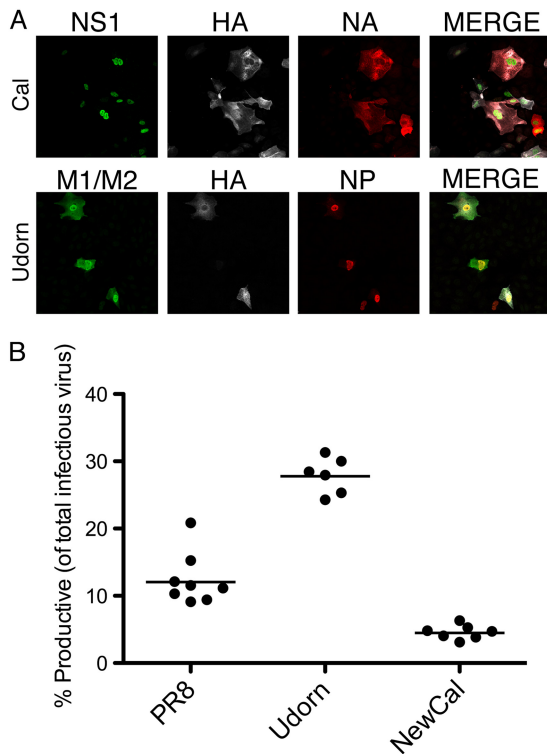 A
NS1 HA NA MERGE
Cal
M1/M2 HA NP MERGE
Udorn
B
% Productive (of total infectious virus)
40
30
20
10
0
PR8 Udorn NewCal